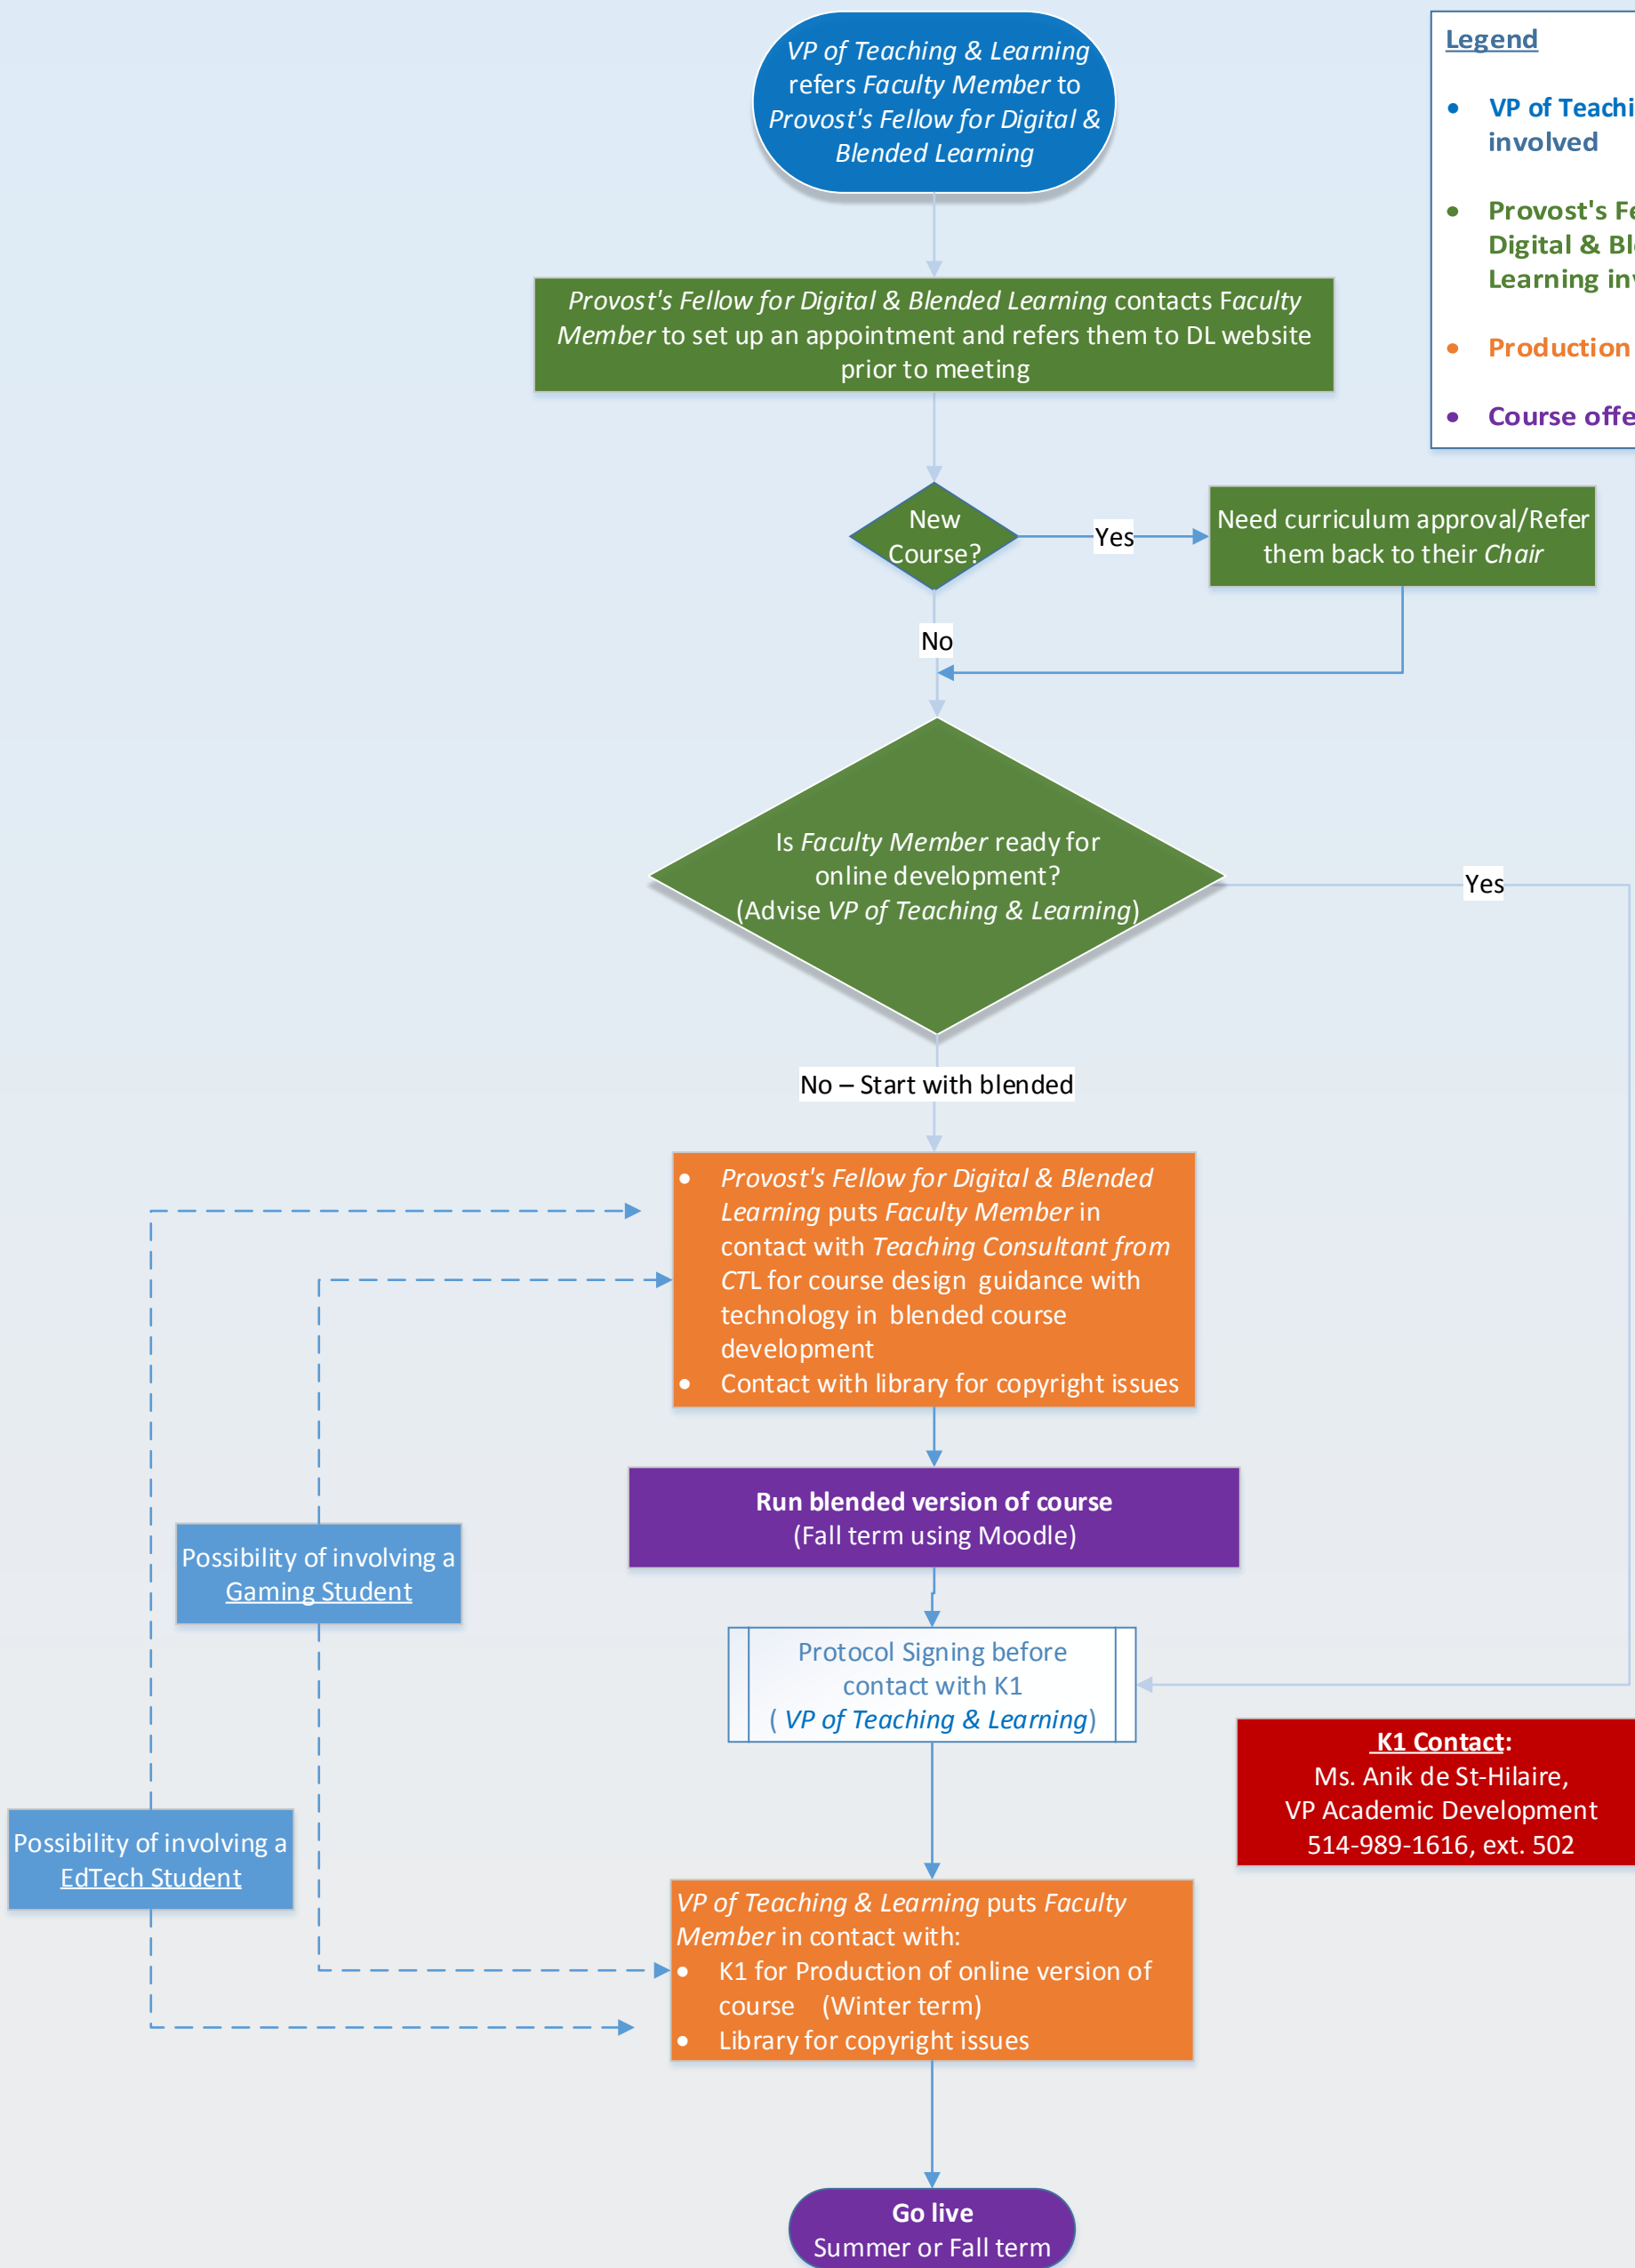 VP of Teaching & Learning
refers Faculty Member to
Provost's Fellow for Digital &
Blended Learning
Legend
• VP of Teachi
involved
• Provost's Fe
Digital & Bl
Learning inv
• Production
• Course offe
Provost's Fellow for Digital & Blended Learning contacts Faculty
Member to set up an appointment and refers them to DL website
prior to meeting
New
Course?
Yes
Need curriculum approval/Refer
them back to their Chair
No
Is Faculty Member ready for
online development?
(Advise VP of Teaching & Learning)
Yes
No – Start with blended
• Provost's Fellow for Digital & Blended
Learning puts Faculty Member in
contact with Teaching Consultant from
CTL for course design guidance with
technology in blended course
development
• Contact with library for copyright issues
Run blended version of course
(Fall term using Moodle)
Possibility of involving a
Gaming Student
Protocol Signing before
contact with K1
( VP of Teaching & Learning)
K1 Contact:
Ms. Anik de St-Hilaire,
VP Academic Development
514-989-1616, ext. 502
Possibility of involving a
EdTech Student
VP of Teaching & Learning puts Faculty
Member in contact with:
• K1 for Production of online version of
course (Winter term)
• Library for copyright issues
Go live
Summer or Fall term